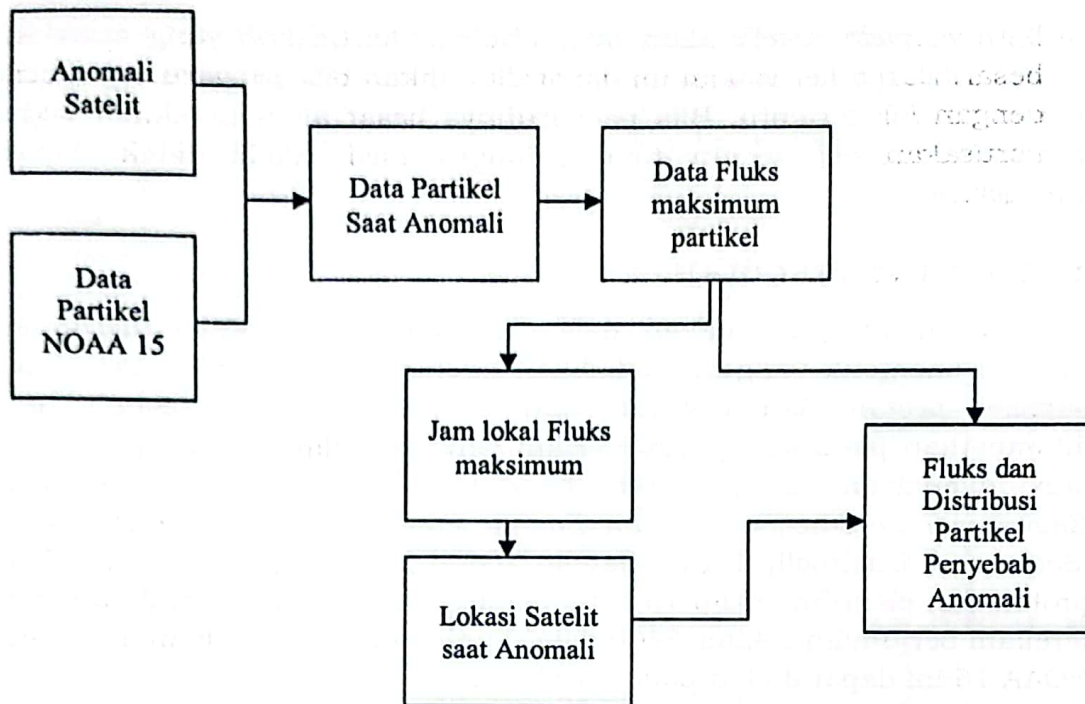 Anomali
Satelit
Data
Partikel
NOAA 15
Data Partikel
Saat Anomali
Data Fluks
maksimum
partikel
Jam lokal Fluks
maksimum
Lokasi Satelit
saat Anomali
Fluks dan
Distribusi
Partikel
Penyebab
Anomali